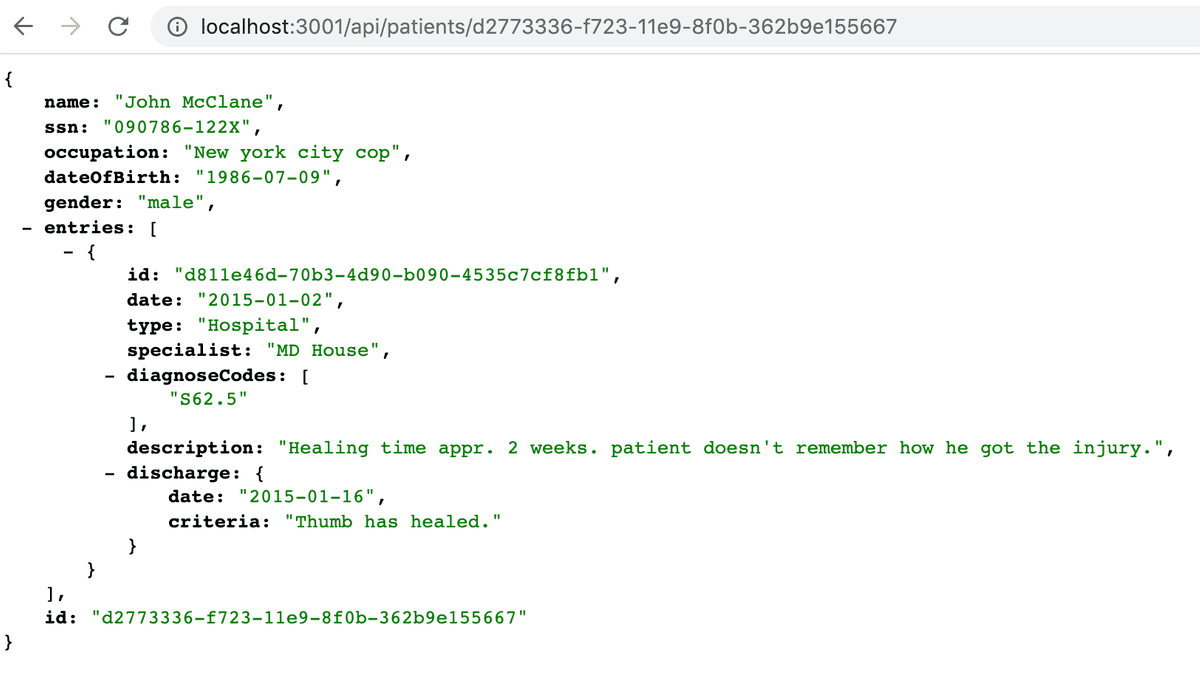 localhost:3001/api/patients/d2773336-f723-11e9-8f0b-362b9e155667
{
name: "John McClane",
ssn: "090786-122X",
occupation: "New york city cop",
dateOfBirth: "1986-07-09",
gender: "male",
- entries: [
- {
id: "d811e46d-70b3-4d90-b090-4535c7cf8fb1",
date: "2015-01-02",
type: "Hospital",
specialist: "MD House",
- diagnoseCodes: [
"S62.5"
],
description: "Healing time appr. 2 weeks. patient doesn't remember how he got the injury.",
- discharge: {
date: "2015-01-16",
criteria: "Thumb has healed."
}
}
],
id: "d2773336-f723-11e9-8f0b-362b9e155667"
}